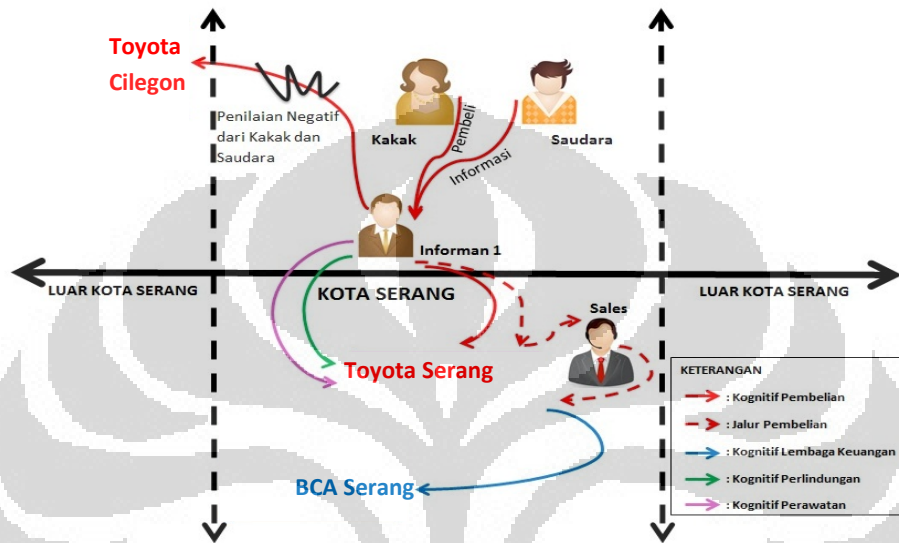 Toyota
Cilegon
Penilaian Negatif
dari Kakak dan
Saudara
Kakak
Pembeli
Informasi
Saudara
Informan 1
LUAR KOTA SERANG
KOTA SERANG
LUAR KOTA SERANG
Sales
Toyota Serang
BCA Serang
KETERANGAN
: Kognitif Pembelian
: Jalur Pembelian
: Kognitif Lembaga Keuangan
: Kognitif Perlindungan
: Kognitif Perawatan